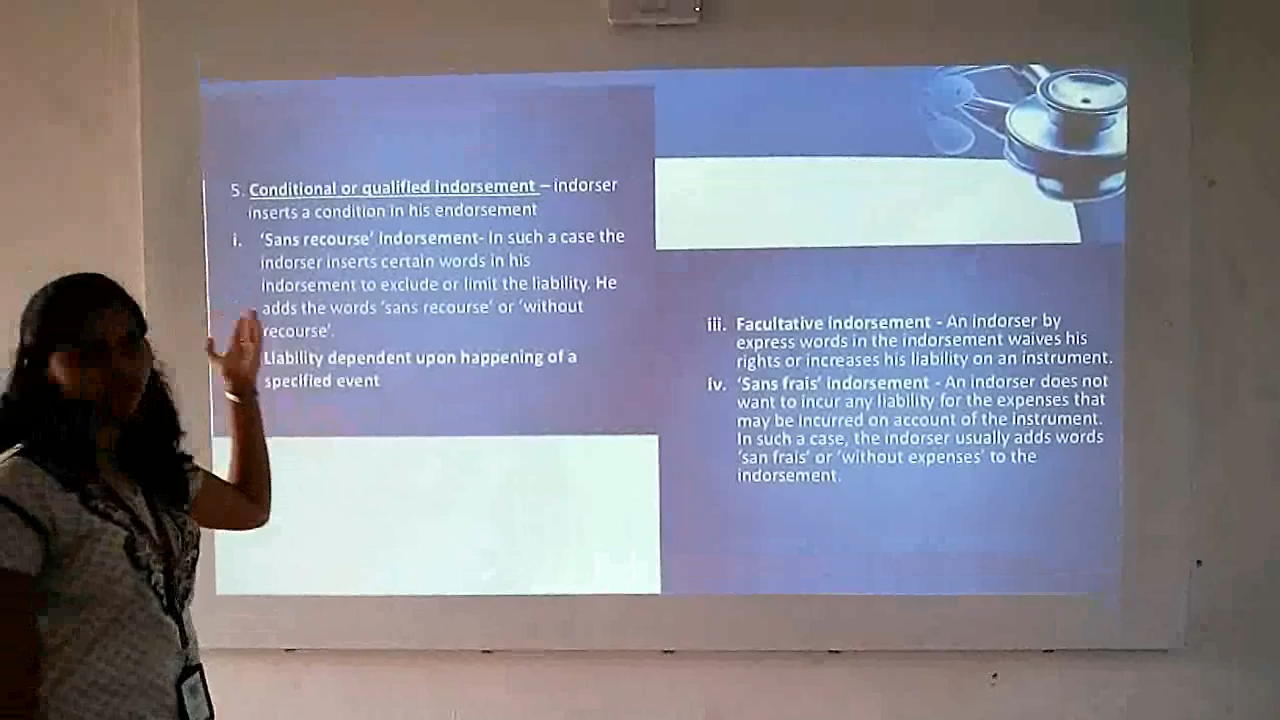 5. Conditional or qualified indorsement – indorser
inserts a condition in his endorsement
i. 'Sans recourse' Indorsement- In such a case the
indorser inserts certain words in his
indorsement to exclude or limit the liability. He
adds the words 'sans recourse' or 'without
recourse'.
Liability dependent upon happening of a
specified event
iii. Facultative indorsement - An indorser by
express words in the indorsement waives his
rights or increases his liability on an instrument.
iv. 'Sans frais' indorsement - An indorser does not
want to incur any liability for the expenses that
may be incurred on account of the instrument.
In such a case, the indorser usually adds words
'san frais' or 'without expenses' to the
indorsement.